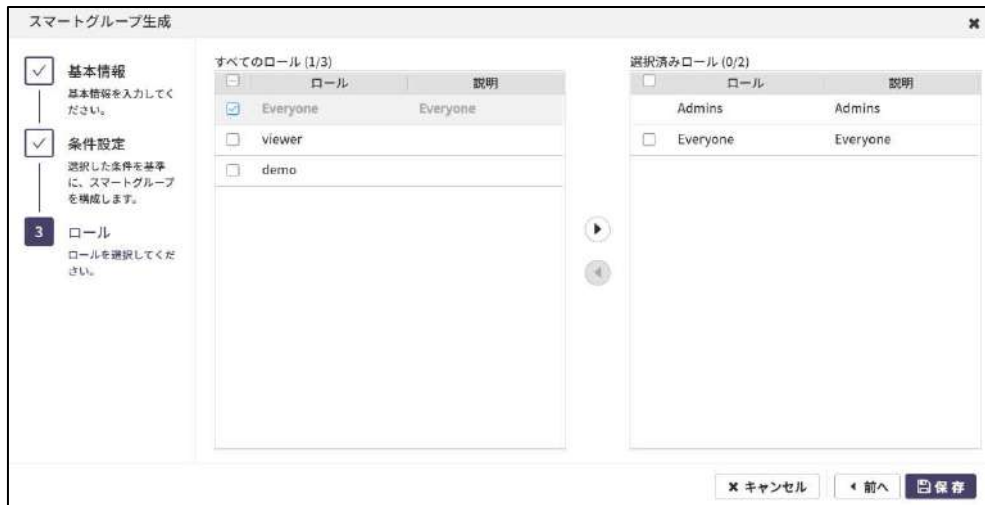 スマートグループ生成
基本情報
基本情報を入力してく
ださい。
条件設定
選択した条件を基準
に、スマートグループ
を構成します。
3 ロール
ロールを選択してくだ
さい。
すべてのロール (1/3)
ロール 説明
Everyone Everyone
viewer
demo
選択済みロール (0/2)
ロール 説明
Admins Admins
Everyone Everyone
キャンセル 前へ 保存